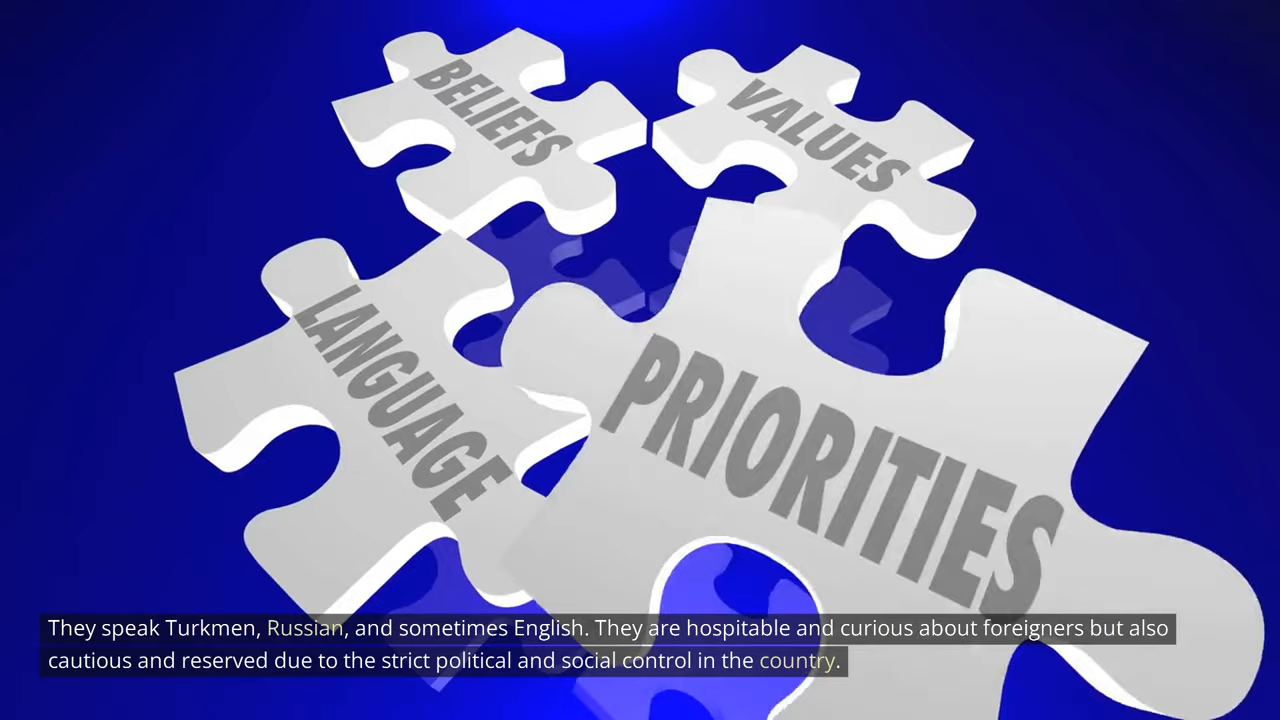 BELIEFS
VALUES
LANGUAGE
PRIORITIES
They speak Turkmen, Russian, and sometimes English. They are hospitable and curious about foreigners but also
cautious and reserved due to the strict political and social control in the country.